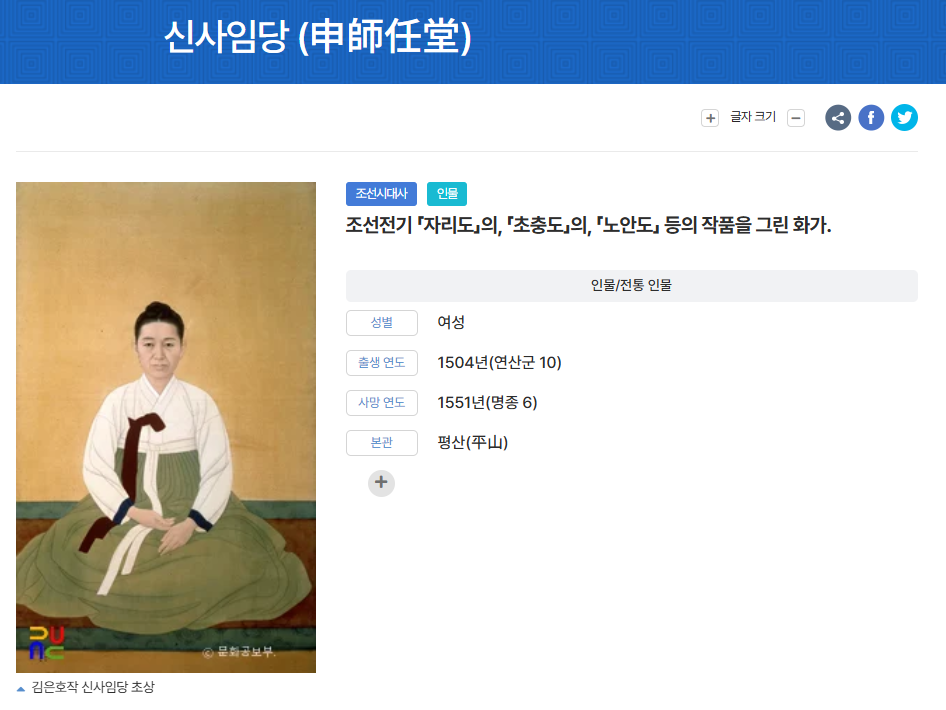 신사임당 (申師任堂)
글자 크기
조선시대사 인물
조선전기 『자리도』의, 『초충도』의, 『노안도』 등의 작품을 그린 화가.
인물/전통 인물
성별 여성
출생 연도 1504년(연산군 10)
사망 연도 1551년(명종 6)
본관 평산(平山)
© 문화공보부.
김은호작 신사임당 초상